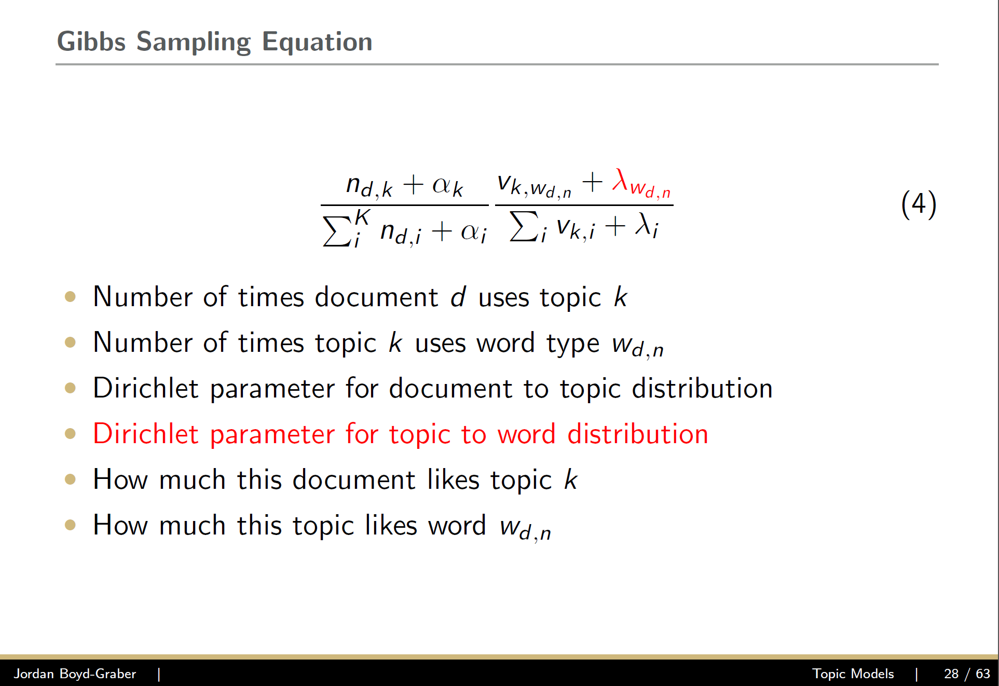 Gibbs Sampling Equation
\frac{n_{d,k} + \alpha_k}{\sum_i^K n_{d,i} + \alpha_i} \frac{v_{k,w_{d,n}} + \lambda_{w_{d,n}}}{\sum_i v_{k,i} + \lambda_i} (4)
• Number of times document d uses topic k
• Number of times topic k uses word type w_{d,n}
• Dirichlet parameter for document to topic distribution
• Dirichlet parameter for topic to word distribution
• How much this document likes topic k
• How much this topic likes word w_{d,n}
Jordan Boyd-Graber | Topic Models | 28 / 63